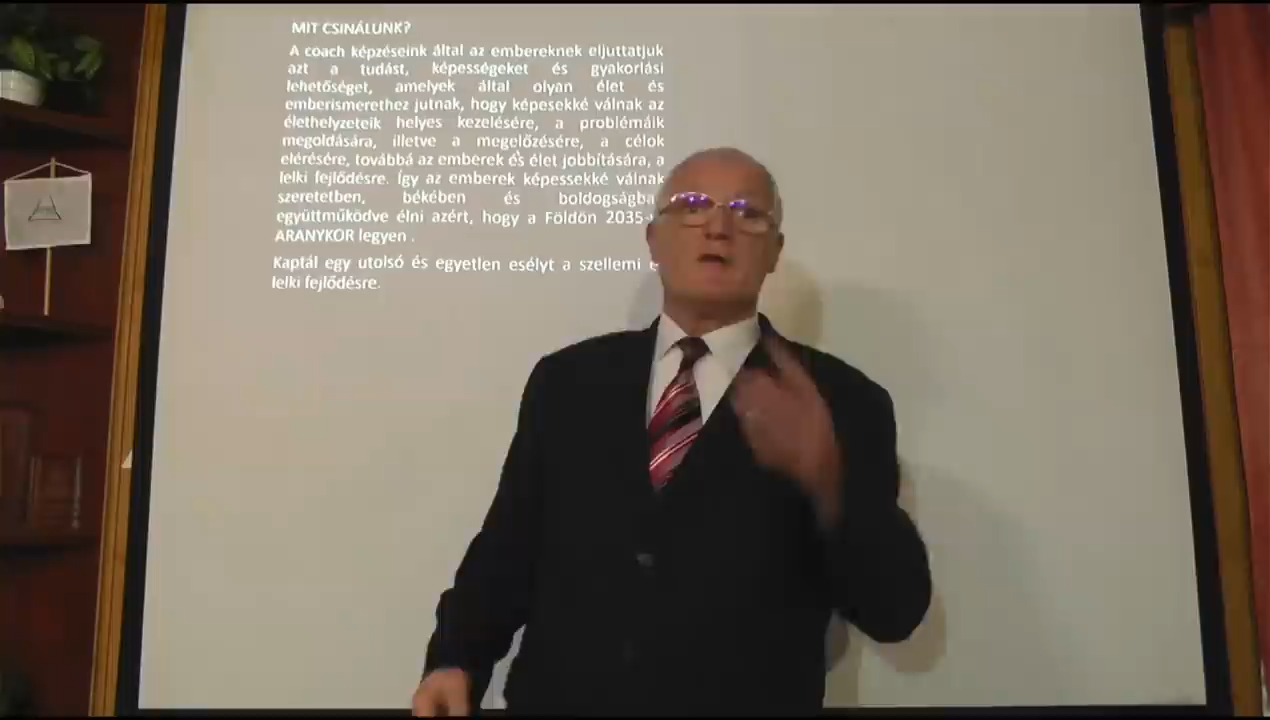 MIT CSINÁLUNK?
A coach képzéseink által az embereknek eljuttatjuk
azt a tudást, képességeket és gyakorlási
lehetőséget, amelyek által olyan élet és
emberismerethez jutnak, hogy képesekké válnak az
élethelyzeteik helyes kezelésére, a problémáik
megoldására, illetve a megelőzésére, a célok
elérésére, továbbá az emberek és élet jobbítására, a
lelki fejlődésre. Így az emberek képessekké válnak
szeretetben, békében és
együttműködve élni azért, hogy a Földön 2035-
ARANYKOR legyen .
Kaptál egy utolsó és egyetlen esélyt a szellemi
lelki fejlődésre.